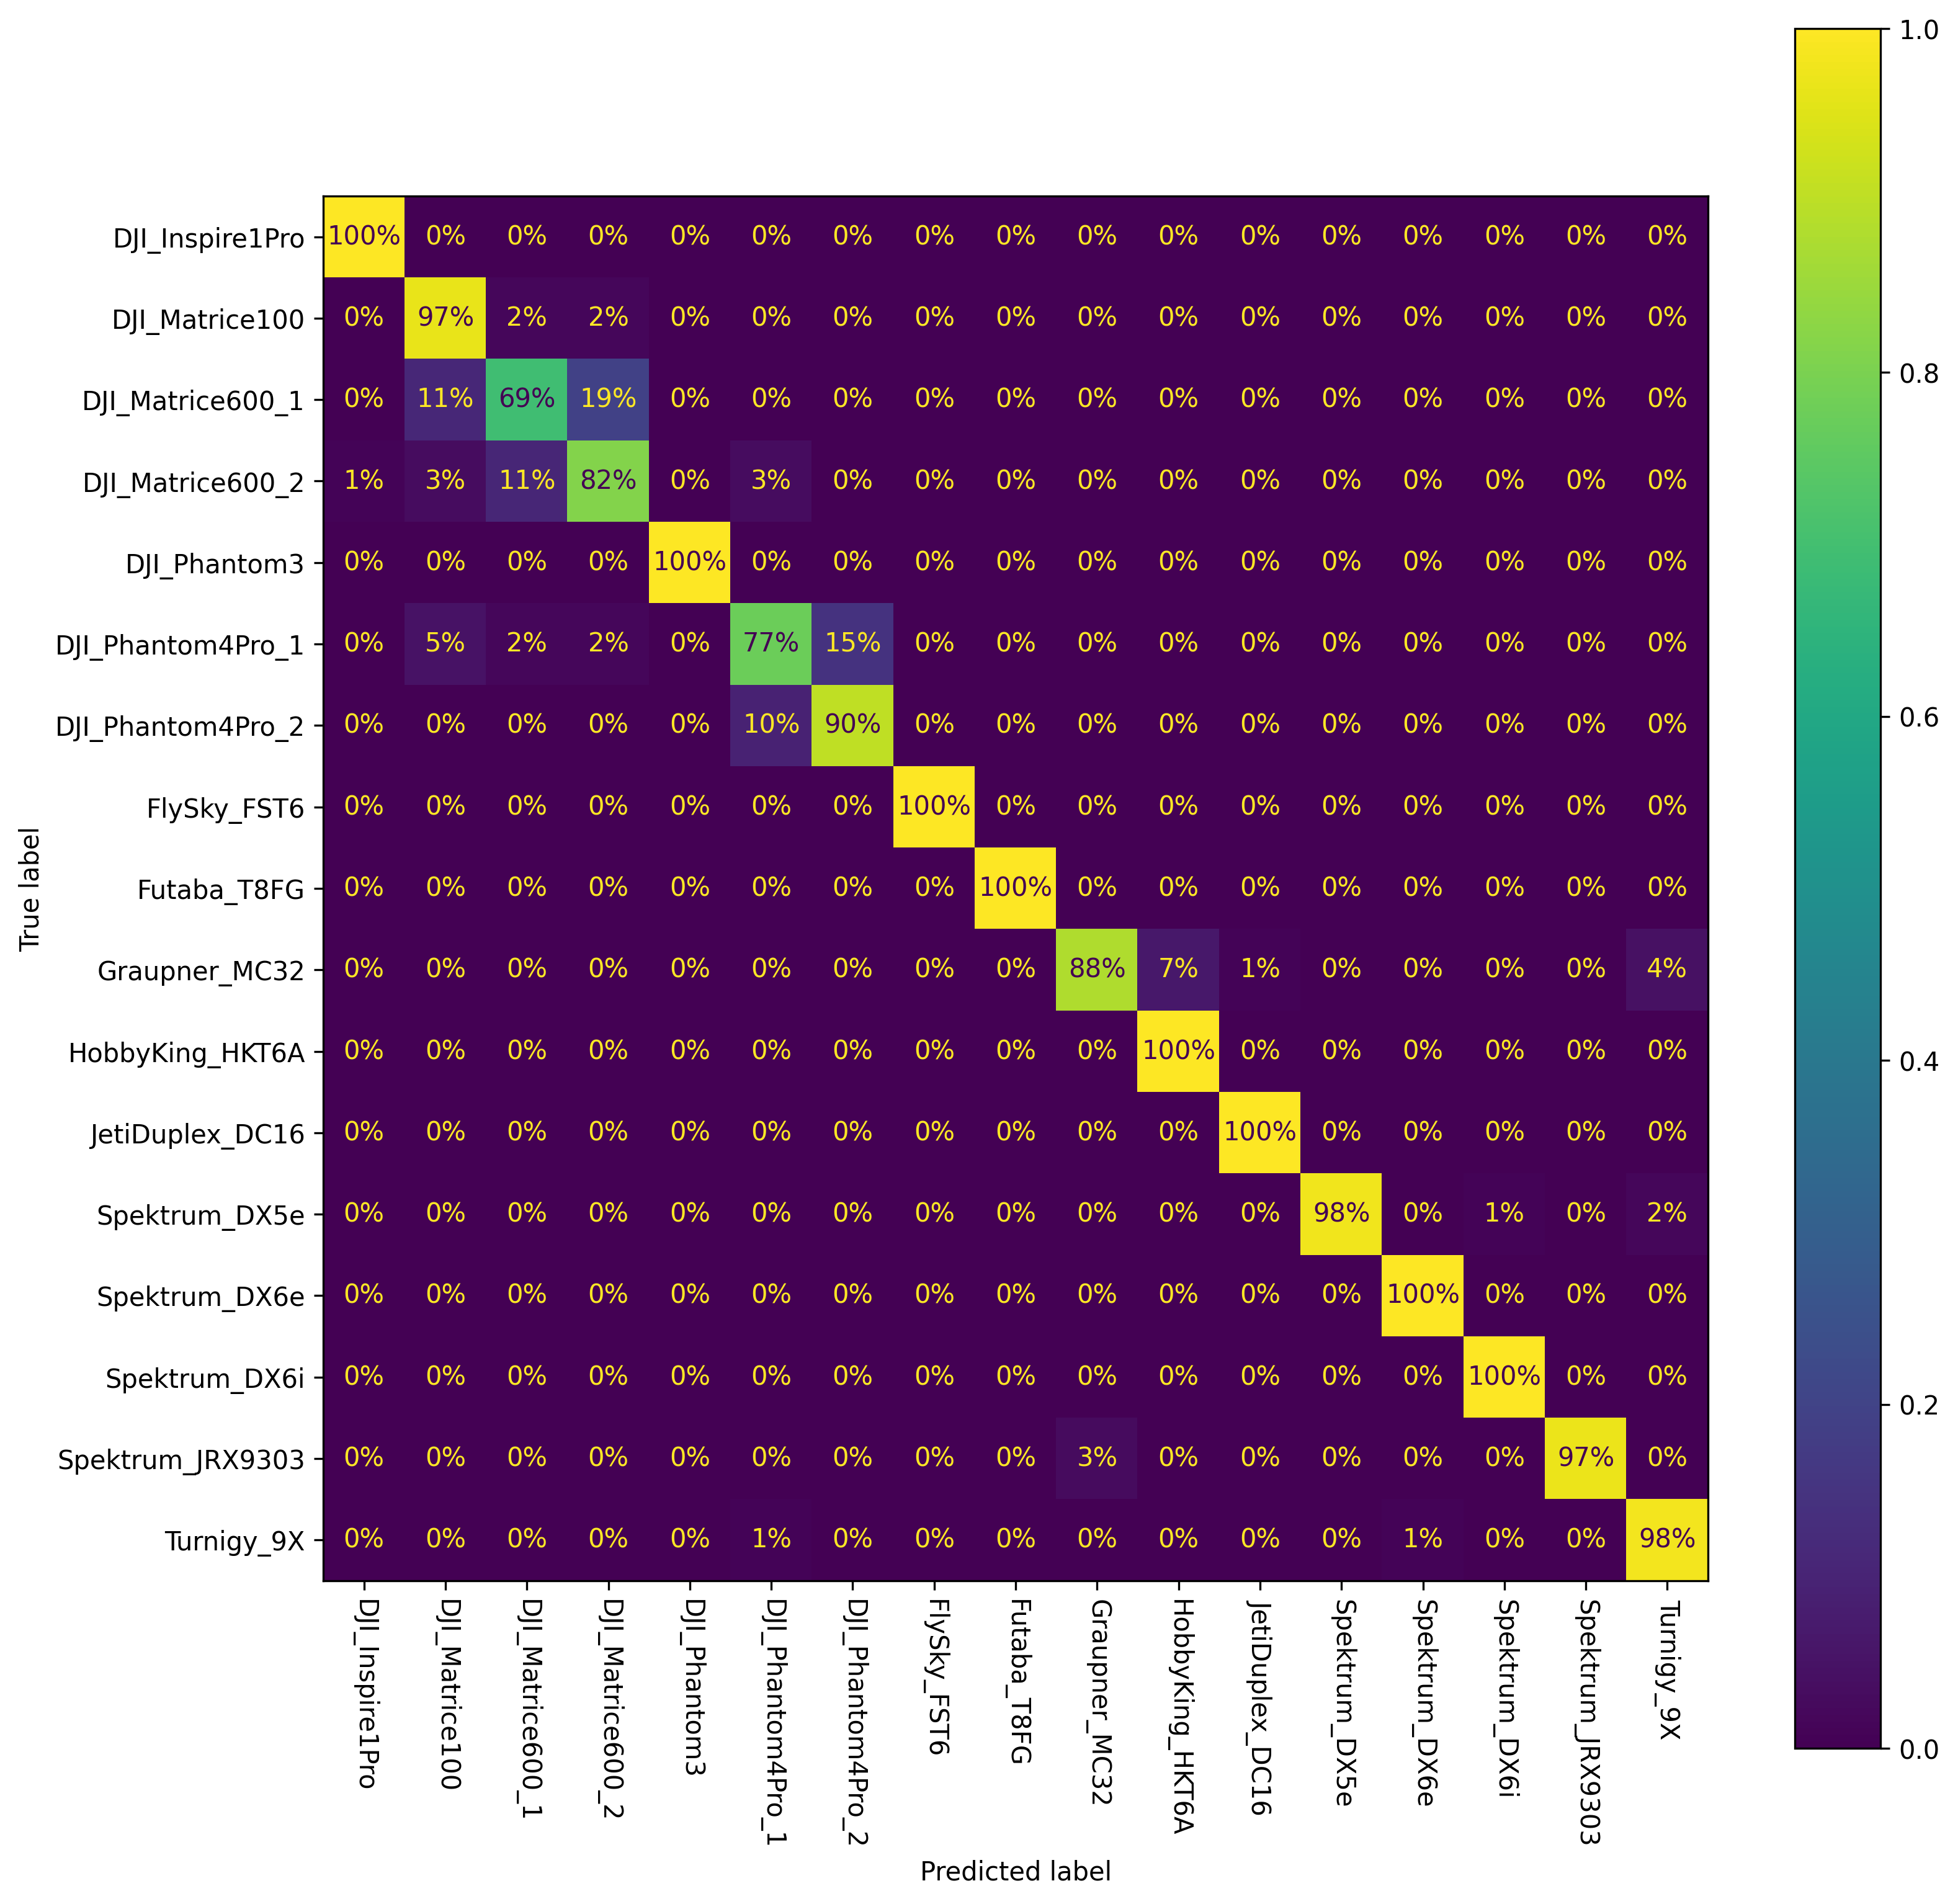 1.0
DJI_Inspire1Pro 100% 0% 0% 0% 0% 0% 0% 0% 0% 0% 0% 0% 0% 0% 0% 0% 0%
DJI_Matrice100 0% 97% 2% 2% 0% 0% 0% 0% 0% 0% 0% 0% 0% 0% 0% 0% 0%
0.8
DJI_Matrice600_1 0% 11% 69% 19% 0% 0% 0% 0% 0% 0% 0% 0% 0% 0% 0% 0% 0%
DJI_Matrice600_2 1% 3% 11% 82% 0% 3% 0% 0% 0% 0% 0% 0% 0% 0% 0% 0% 0%
DJI_Phantom3 0% 0% 0% 0% 100% 0% 0% 0% 0% 0% 0% 0% 0% 0% 0% 0% 0%
DJI_Phantom4Pro_1 0% 5% 2% 2% 0% 77% 15% 0% 0% 0% 0% 0% 0% 0% 0% 0% 0%
0.6
DJI_Phantom4Pro_2 0% 0% 0% 0% 0% 10% 90% 0% 0% 0% 0% 0% 0% 0% 0% 0% 0%
FlySky_FST6 0% 0% 0% 0% 0% 0% 0% 100% 0% 0% 0% 0% 0% 0% 0% 0% 0%
True label
Futaba_T8FG 0% 0% 0% 0% 0% 0% 0% 0% 100% 0% 0% 0% 0% 0% 0% 0% 0%
Graupner_MC32 0% 0% 0% 0% 0% 0% 0% 0% 0% 88% 7% 1% 0% 0% 0% 0% 4%
HobbyKing_HKT6A 0% 0% 0% 0% 0% 0% 0% 0% 0% 0% 100% 0% 0% 0% 0% 0% 0%
0.4
JetiDuplex_DC16 0% 0% 0% 0% 0% 0% 0% 0% 0% 0% 0% 100% 0% 0% 0% 0% 0%
Spektrum_DX5e 0% 0% 0% 0% 0% 0% 0% 0% 0% 0% 0% 0% 98% 0% 1% 0% 2%
Spektrum_DX6e 0% 0% 0% 0% 0% 0% 0% 0% 0% 0% 0% 0% 0% 100% 0% 0% 0%
Spektrum_DX6i 0% 0% 0% 0% 0% 0% 0% 0% 0% 0% 0% 0% 0% 0% 100% 0% 0%
0.2
Spektrum_JRX9303 0% 0% 0% 0% 0% 0% 0% 0% 0% 3% 0% 0% 0% 0% 0% 97% 0%
Turnigy_9X 0% 0% 0% 0% 0% 1% 0% 0% 0% 0% 0% 0% 0% 1% 0% 0% 98%
0.0
DJI_Inspire1Pro
DJI_Matrice100
DJI_Matrice600_1
DJI_Matrice600_2
DJI_Phantom3
DJI_Phantom4Pro_1
DJI_Phantom4Pro_2
FlySky_FST6
Futaba_T8FG
Graupner_MC32
HobbyKing_HKT6A
JetiDuplex_DC16
Spektrum_DX5e
Spektrum_DX6e
Spektrum_DX6i
Spektrum_JRX9303
Turnigy_9X
Predicted label